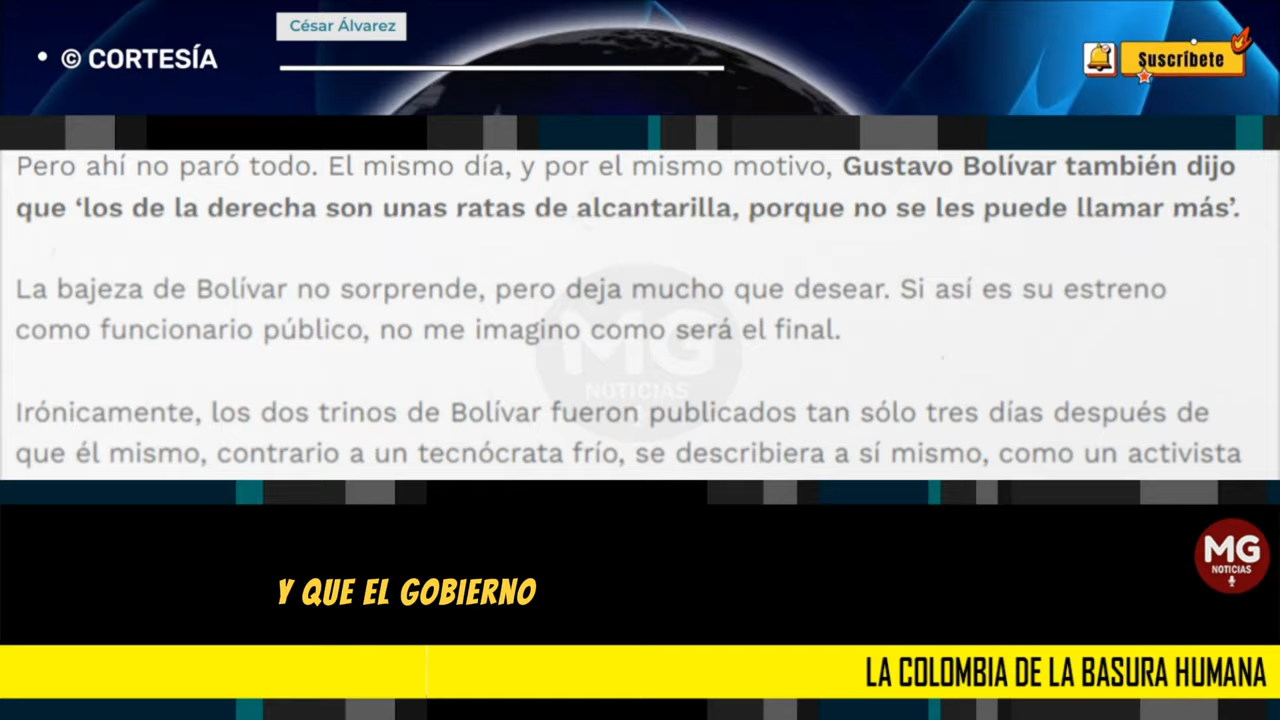 César Álvarez
• © CORTESÍA
Suscríbete
Pero ahí no paró todo. El mismo día, y por el mismo motivo, Gustavo Bolívar también dijo
que ‘los de la derecha son unas ratas de alcantarilla, porque no se les puede llamar más’.
La bajeza de Bolívar no sorprende, pero deja mucho que desear. Si así es su estreno
como funcionario público, no me imagino como será el final.
MG
NOTICIAS
Irónicamente, los dos trinos de Bolívar fueron publicados tan sólo tres días después de
que él mismo, contrario a un tecnócrata frío, se describiera a sí mismo, como un activista
MG
NOTICIAS
Y QUE EL GOBIERNO
LA COLOMBIA DE LA BASURA HUMANA